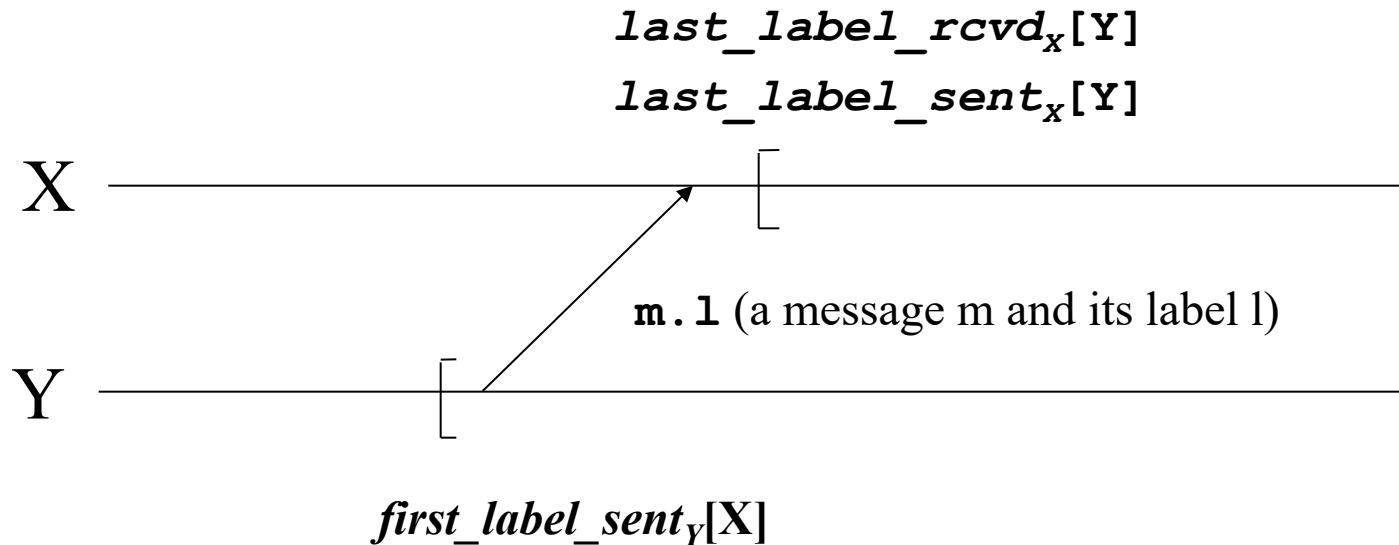 last_label_rcvdX[Y]
last_label_sentX[Y]
X
m.l (a message m and its label l)
Y
first_label_sentY[X]